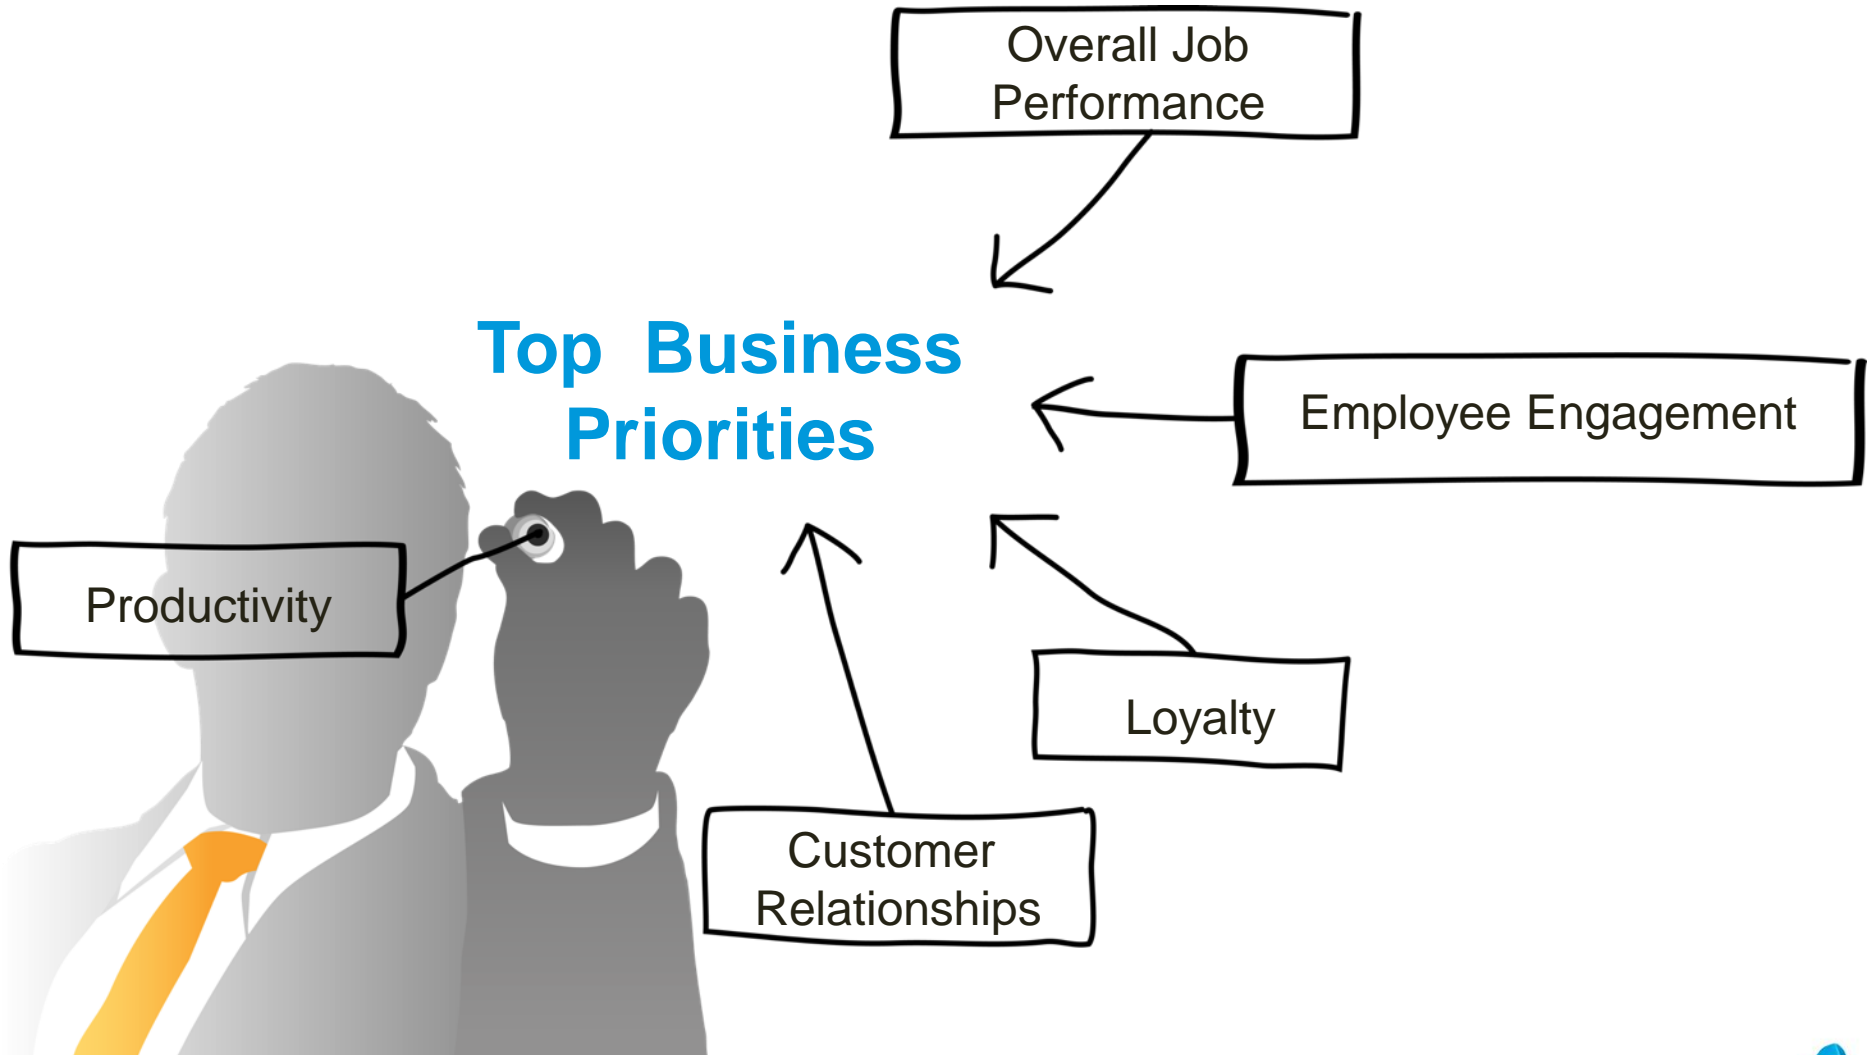 Overall Job
Performance
Top Business
Priorities
Employee Engagement
Productivity
Loyalty
Customer
Relationships